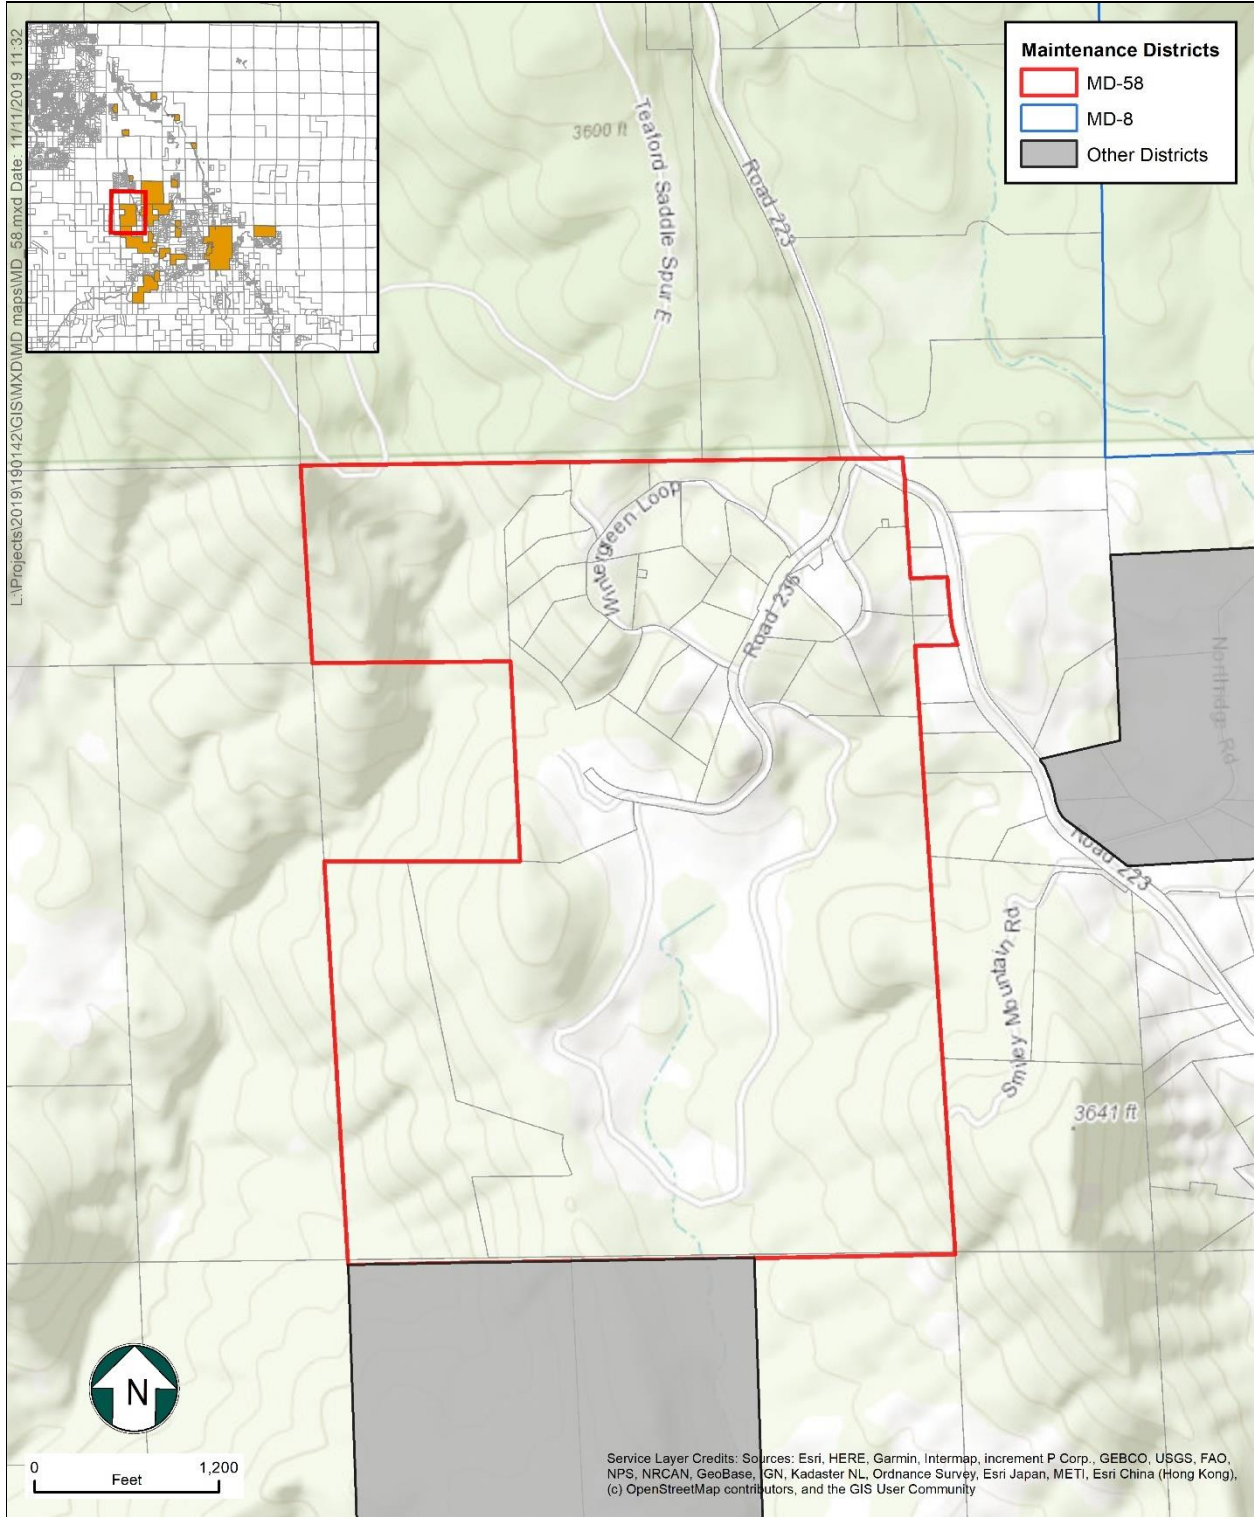 L:\Projects\2019\190142\GIS\MXD\MD maps\MD_58.mxd Date: 11/11/2019 11:32
Maintenance Districts
MD-58
MD-8
Other Districts
3600 ft
Teaford Saddle Spur E
Road 223
Wintergreen Loop
Road 236
Northridge Rd
Road 223
Smiley Mountain Rd
3641 ft
N
0 1,200
Feet
Service Layer Credits: Sources: Esri, HERE, Garmin, Intermap, increment P Corp., GEBCO, USGS, FAO,
NPS, NRCAN, GeoBase, IGN, Kadaster NL, Ordnance Survey, Esri Japan, METI, Esri China (Hong Kong),
(c) OpenStreetMap contributors, and the GIS User Community